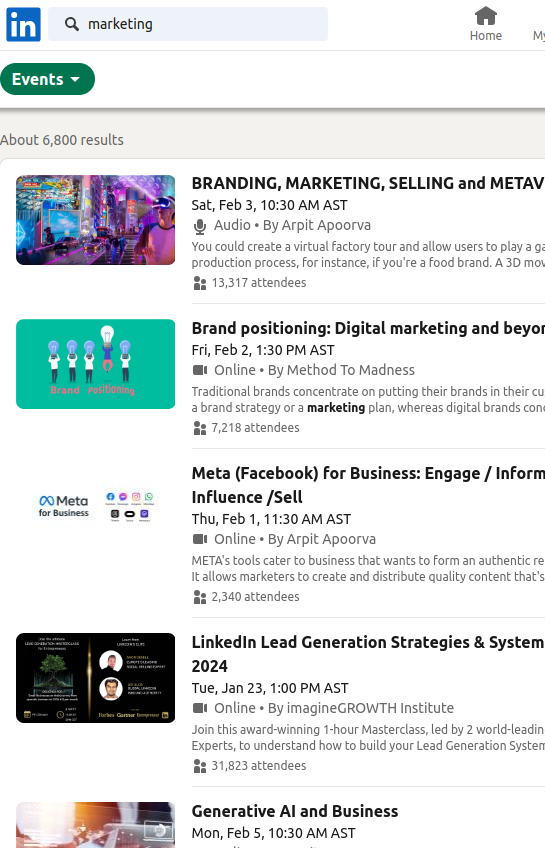 in
marketing
Home
My
Events
About 6,800 results
BRANDING, MARKETING, SELLING and METAV
Sat, Feb 3, 10:30 AM AST
Audio • By Arpit Apoorva
You could create a virtual factory tour and allow users to play a ga
production process, for instance, if you're a food brand. A 3D mov
13,317 attendees
Brand positioning
Brand positioning: Digital marketing and beyon
Fri, Feb 2, 1:30 PM AST
Online • By Method To Madness
Traditional brands concentrate on putting their brands in their cu
a brand strategy or a marketing plan, whereas digital brands conc
7,218 attendees
Meta
for Business
Meta (Facebook) for Business: Engage / Inform
Influence /Sell
Thu, Feb 1, 11:30 AM AST
Online • By Arpit Apoorva
META's tools cater to business that wants to form an authentic re
It allows marketers to create and distribute quality content that's
2,340 attendees
Forbes Gartner Entrepreneur
LinkedIn Lead Generation Strategies & System
2024
Tue, Jan 23, 1:00 PM AST
Online • By imagineGROWTH Institute
Join this award-winning 1-hour Masterclass, led by 2 world-leadin
Experts, to understand how to build your Lead Generation System
31,823 attendees
Generative AI and Business
Mon, Feb 5, 10:30 AM AST